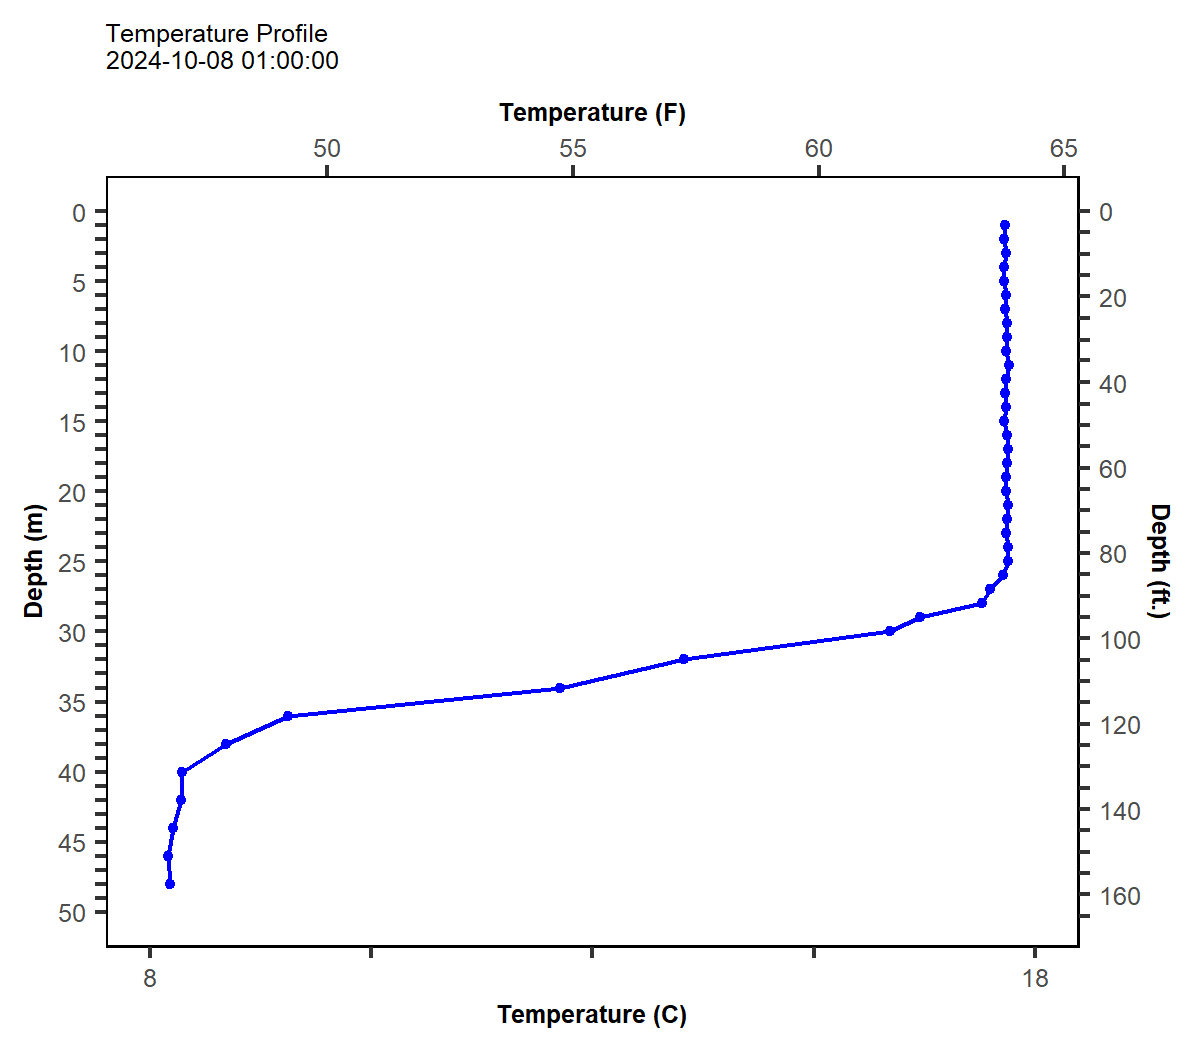 Temperature Profile
2024-10-08 01:00:00
Temperature (F)
50 55 60 65
0 0
5 20
10 40
15 60
20 80
25 100
30 120
35 140
40 160
45
50
Depth (m)
Depth (ft.)
8 18
Temperature (C)